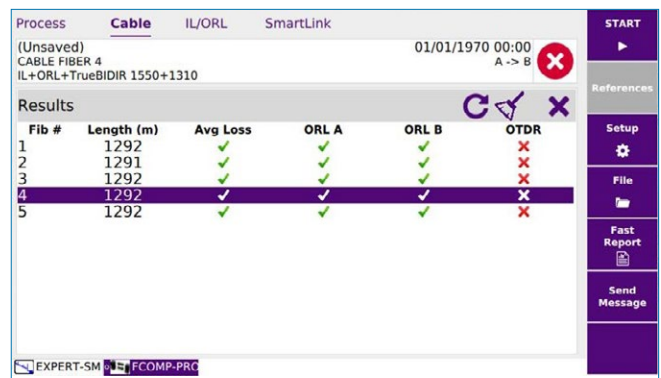 Process Cable IL/ORL SmartLink
(Unsaved) 01/01/1970 00:00
CABLE FIBER 4 A -> B
IL+ORL+TrueBIDIR 1550+1310
Results
Fib # Length (m) Avg Loss ORL A ORL B OTDR
1 1292
2 1291
3 1292
4 1292
5 1292
START
References
Setup
File
Fast
Report
Send
Message
EXPERT-SM FCOMP-PRO